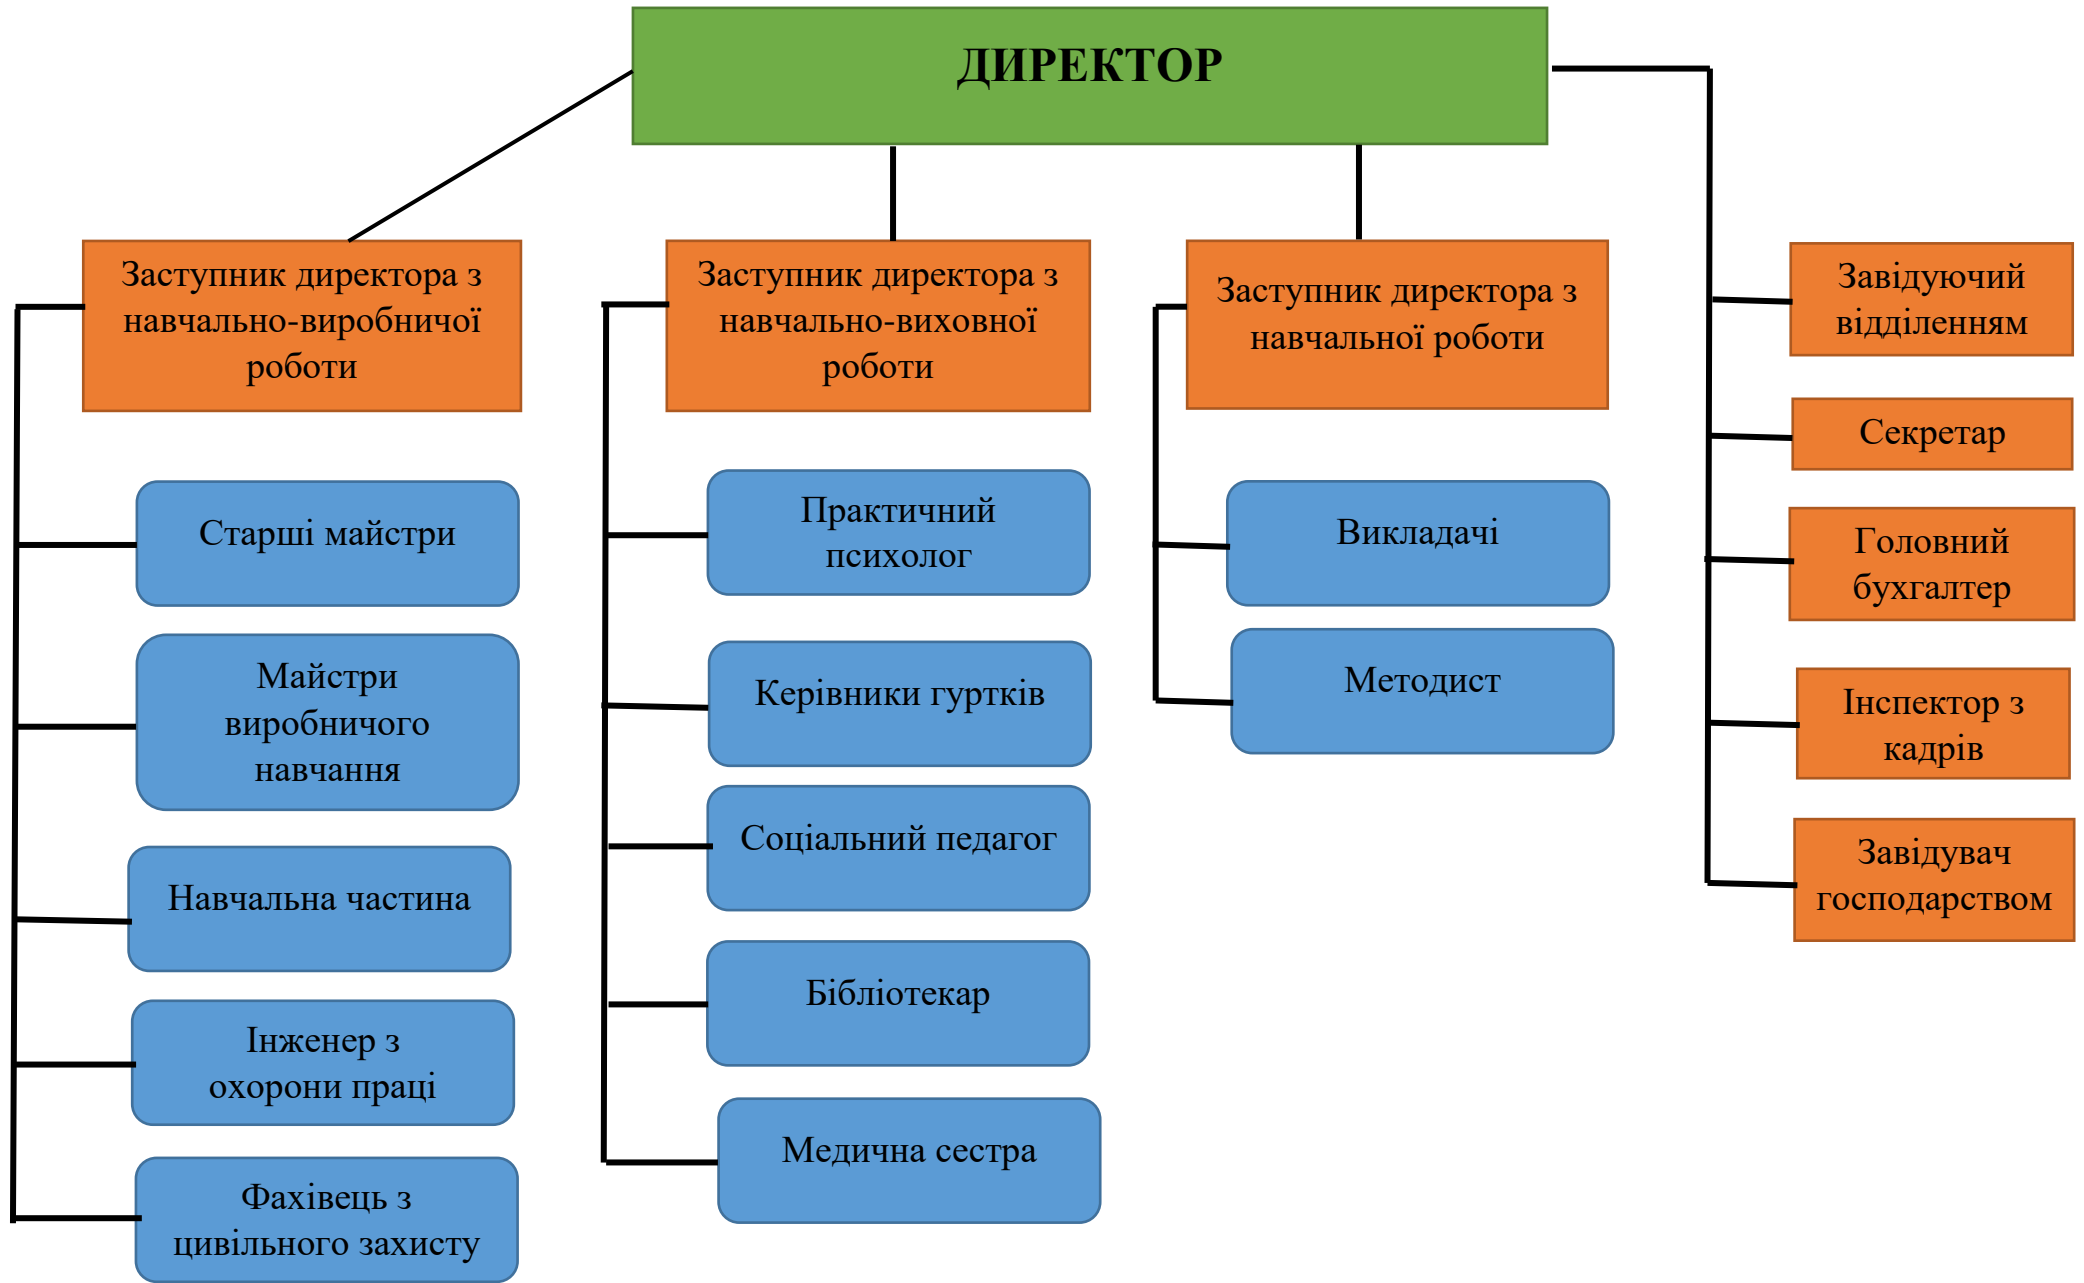 ДИРЕКТОР
Заступник директора з
навчально-виробничої
роботи
Старші майстри
Майстри
виробничого
навчання
Навчальна частина
Інженер з
охорони праці
Фахівець з
цивільного захисту
Заступник директора з
навчально-виховної
роботи
Практичний
психолог
Керівники гуртків
Соціальний педагог
Бібліотекар
Медична сестра
Заступник директора з
навчальної роботи
Викладачі
Методист
Завідуючий
відділенням
Секретар
Головний
бухгалтер
Інспектор з
кадрів
Завідувач
господарством